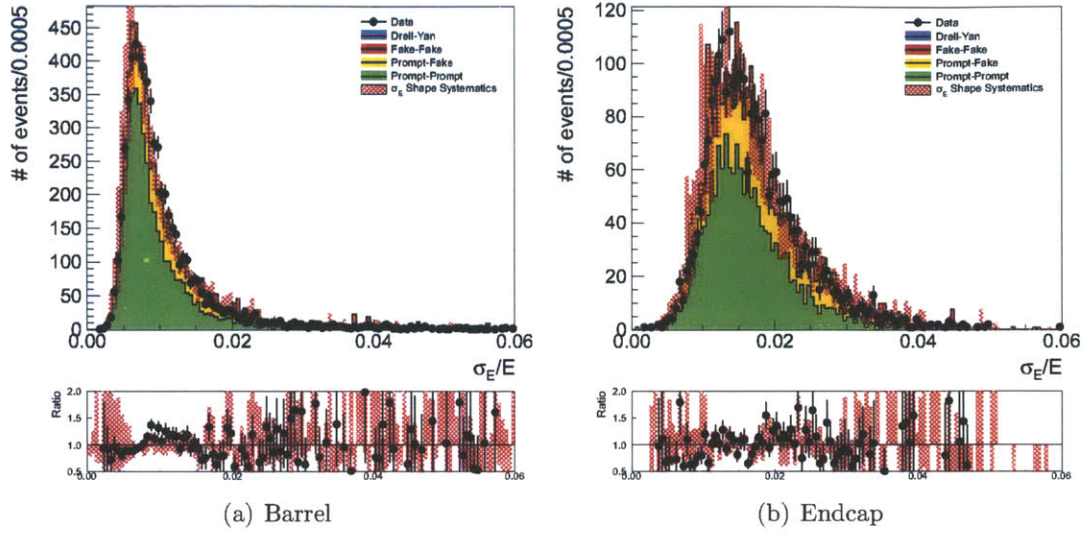 # of events/0.0005
450
400
350
300
250
200
150
100
50
0
0.00 0.02 0.04 0.06
σE/E
Data
Drell-Yan
Fake-Fake
Prompt-Fake
Prompt-Prompt
σE Shape Systematics
Ratio
2.0
1.5
1.0
0.5
0.00 0.02 0.04 0.06
(a) Barrel
# of events/0.0005
120
100
80
60
40
20
0
0.00 0.02 0.04 0.06
σE/E
Data
Drell-Yan
Fake-Fake
Prompt-Fake
Prompt-Prompt
σE Shape Systematics
Ratio
2.0
1.5
1.0
0.5
0.00 0.02 0.04 0.06
(b) Endcap